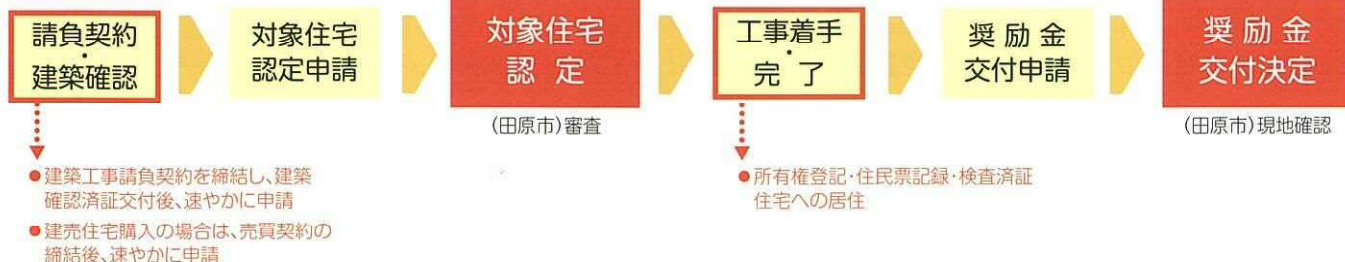 請負契約
・
建築確認
対象住宅
認定申請
対象住宅
認定
(田原市)審査
工事着手
・
完了
奨励金
交付申請
奨励金
交付決定
(田原市)現地確認
●建築工事請負契約を締結し、建築
確認済証交付後、速やかに申請
●建売住宅購入の場合は、売買契約の
締結後、速やかに申請
●所有権登記・住民票記録・検査済証
住宅への居住